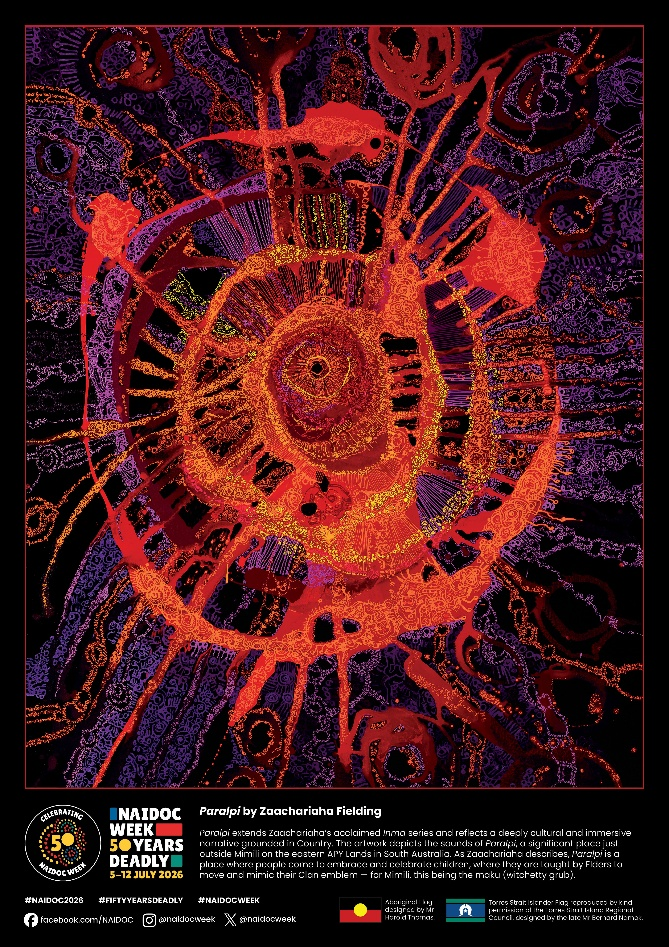 CELEBRATING
50
NAIDOC WEEK
NAIDOC
WEEK
50 YEARS
DEADLY
5–12 JULY 2026
Paralpi by Zaachariaha Fielding
Paralpi extends Zaachariaha's acclaimed Inma series and reflects a deeply cultural and immersive
narrative grounded in Country. The artwork depicts the sounds of Paralpi, a significant place just
outside Mimili on the eastern APY Lands in South Australia. As Zaachariaha describes, Paralpi is a
place where people come to embrace and celebrate children, where they are taught by Elders to
move and mimic their Clan emblem — for Mimili, this being the maku (witchetty grub).
#NAIDOC2026 #FIFTYYEARSDEADLY #NAIDOCWEEK
facebook.com/NAIDOC @naidocweek @naidocweek
Aboriginal flag
designed by Mr
Harold Thomas.
Torres Strait Islander Flag reproduced by kind
permission of the Torres Strait Island Regional
Council, designed by the late Mr Bernard Namok.